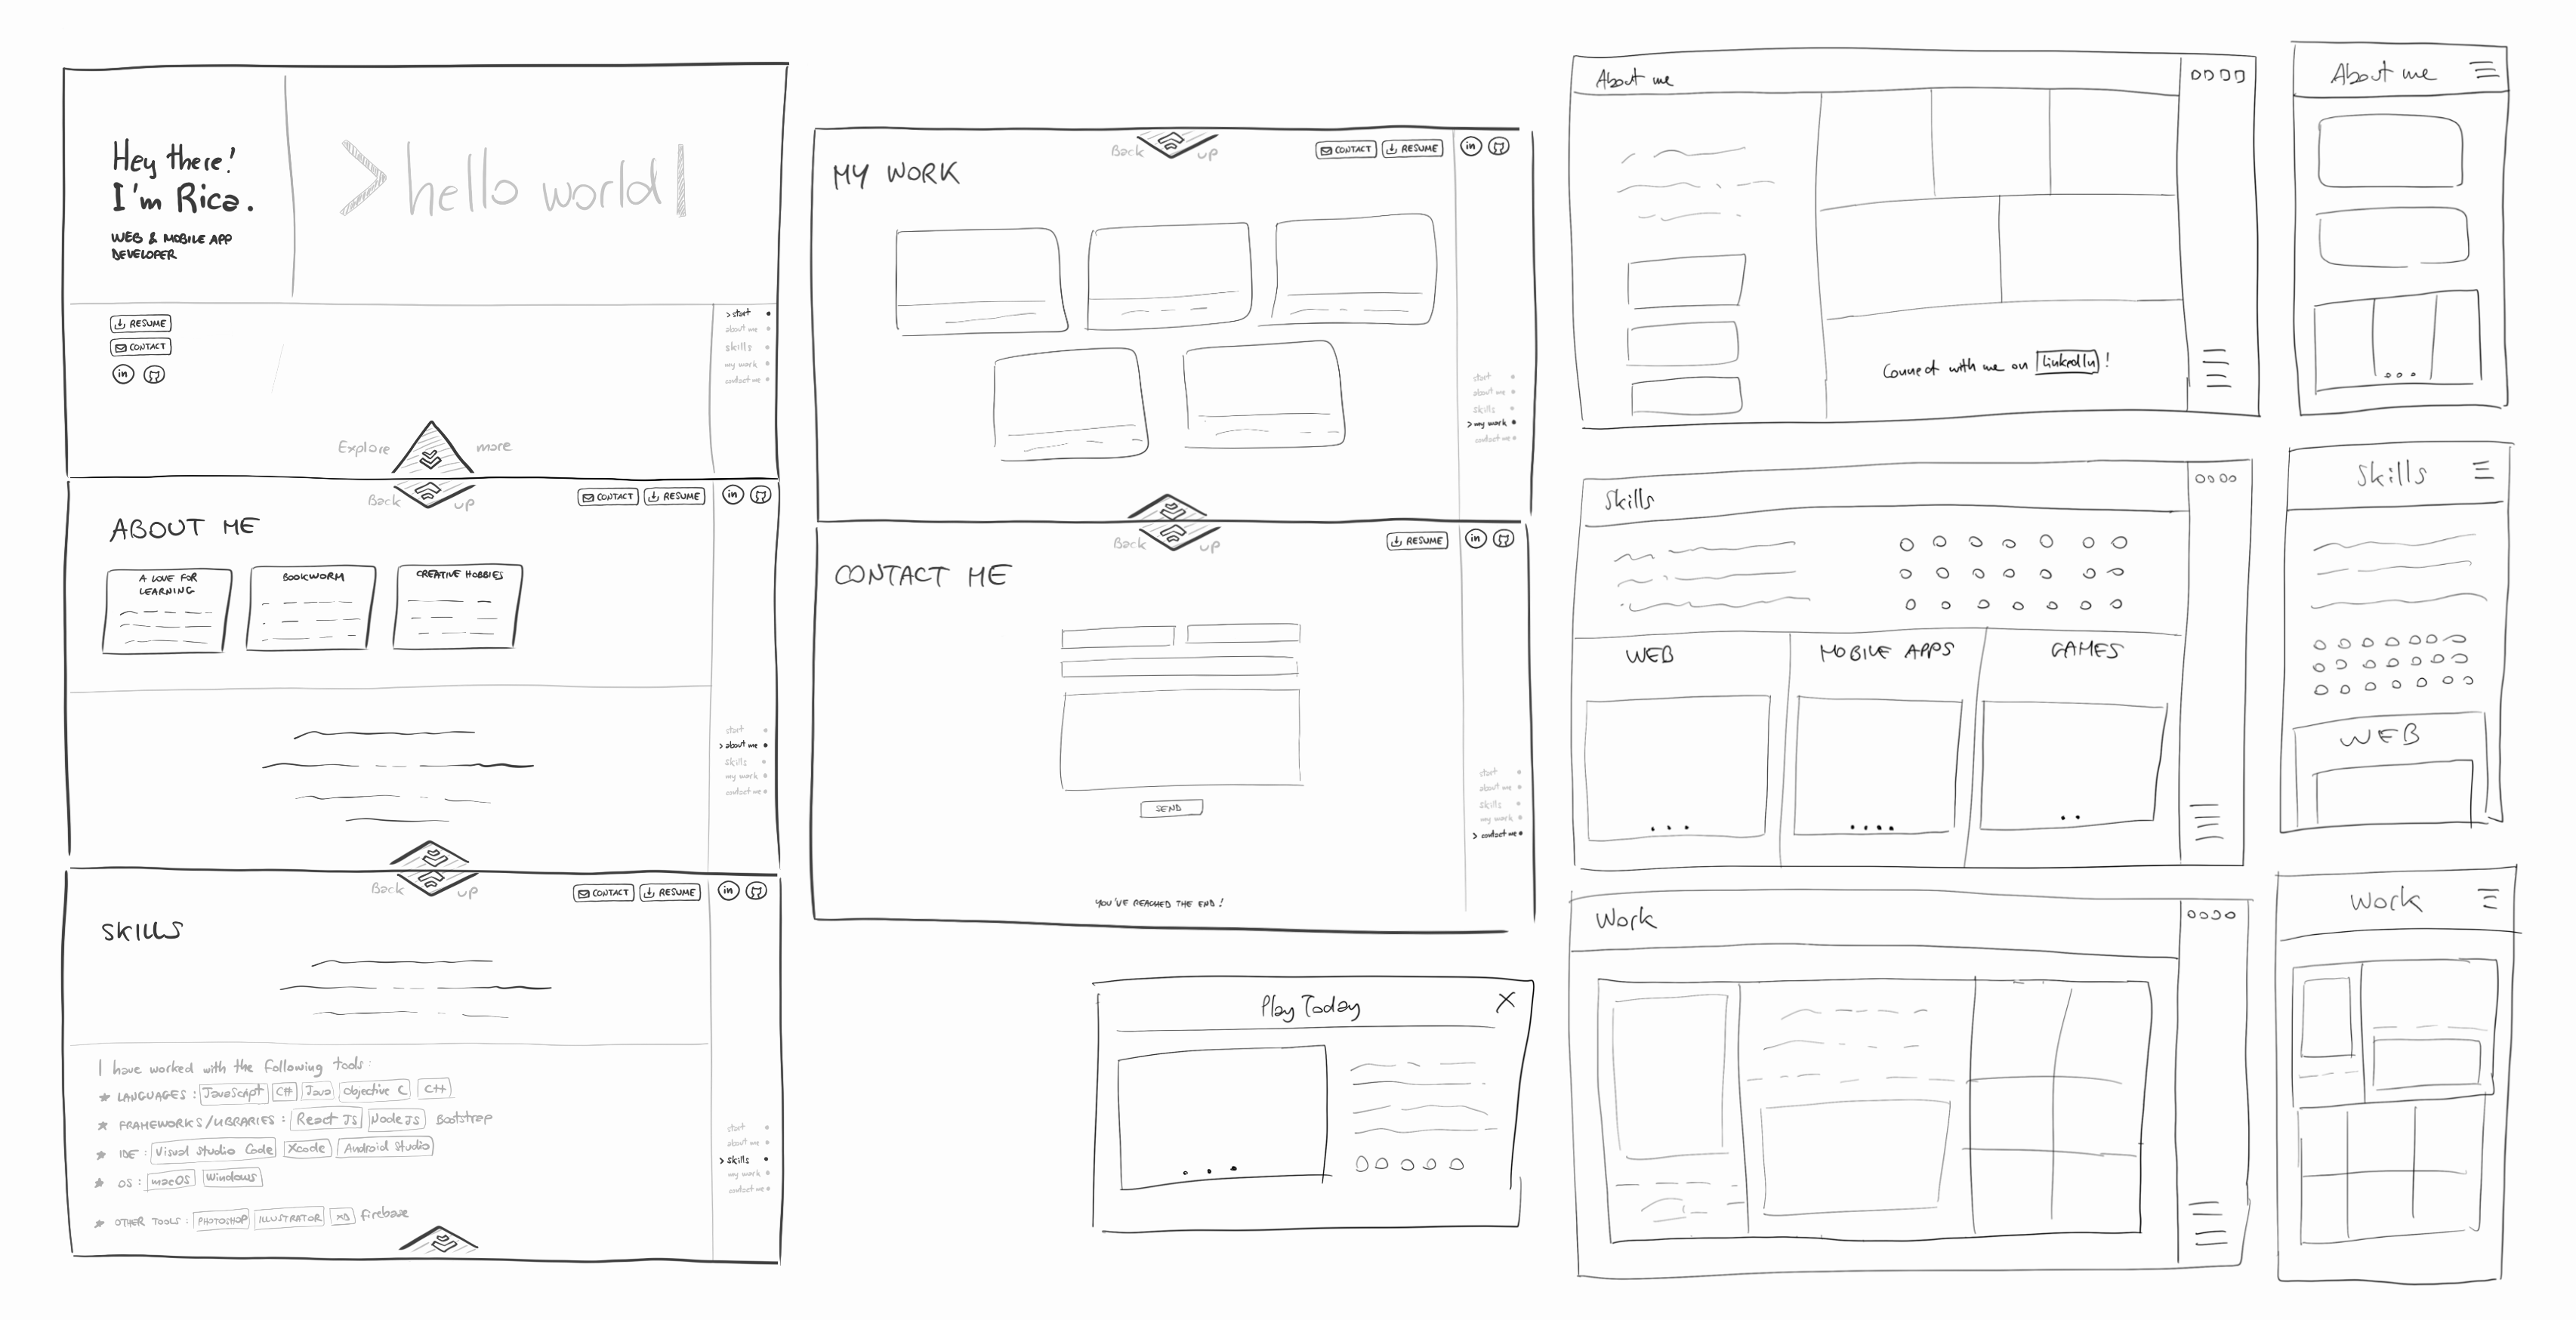 Hey there!
I'm Rica.
WEB & MOBILE APP
DEVELOPER
>hello world
RESUME
CONTACT
in
> start
about me
skills
my work
contact me
Explore more
Back up
CONTACT
RESUME
in
ABOUT ME
A LOVE FOR
LEARNING
BOOKWORM
CREATIVE HOBBIES
start
> about me
skills
my work
contact me
Back up
CONTACT
RESUME
in
SKILLS
I have worked with the following tools:
★ LANGUAGES: JavaScript C# Java Objective C C++
★ FRAMEWORKS/LIBRARIES: React JS Node JS Bootstrap
★ IDE: Visual Studio Code Xcode Android Studio
★ OS: macOS Windows
★ OTHER TOOLS: PHOTOSHOP ILLUSTRATOR XD firebase
start
about me
> skills
my work
contact me
Back up
CONTACT
RESUME
in
MY WORK
start
about me
skills
> my work
contact me
Back up
RESUME
in
CONTACT ME
SEND
start
about me
skills
my work
> contact me
YOU'VE REACHED THE END!
Play Today
X
About me
Connect with me on LinkedIn!
Skills
WEB
MOBILE APPS
GAMES
Work
About me
Skills
WEB
Work